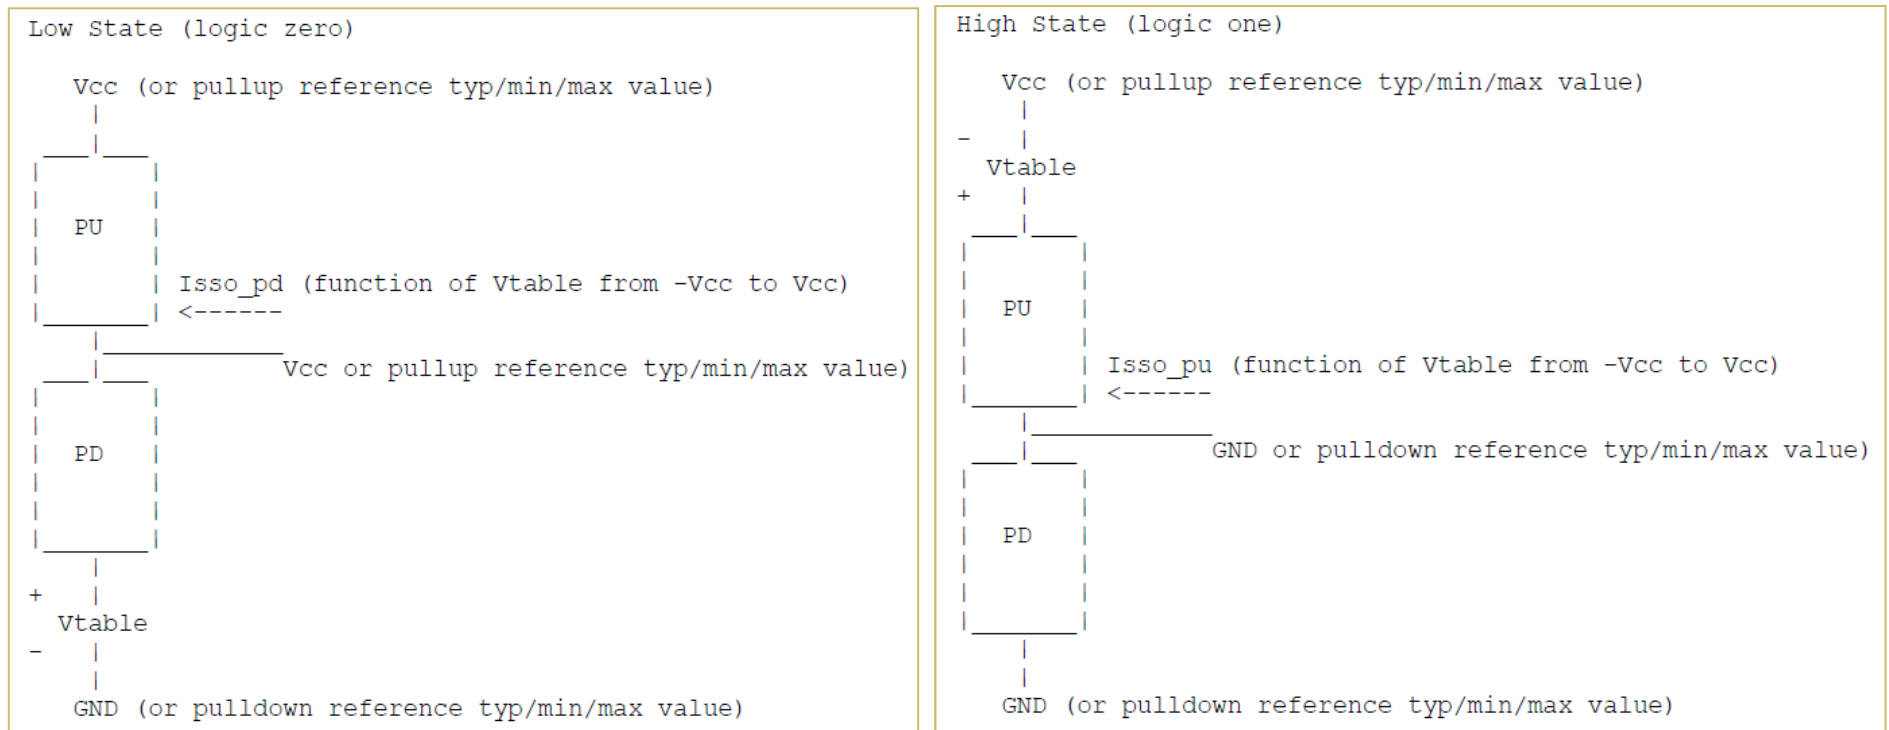 Low State (logic zero)
Vcc (or pullup reference typ/min/max value)
PU
Isso_pd (function of Vtable from -Vcc to Vcc)
<------
Vcc or pullup reference typ/min/max value)
PD
+
Vtable
-
GND (or pulldown reference typ/min/max value)
High State (logic one)
Vcc (or pullup reference typ/min/max value)
-
Vtable
+
PU
Isso_pu (function of Vtable from -Vcc to Vcc)
<------
GND or pulldown reference typ/min/max value)
PD
GND (or pulldown reference typ/min/max value)